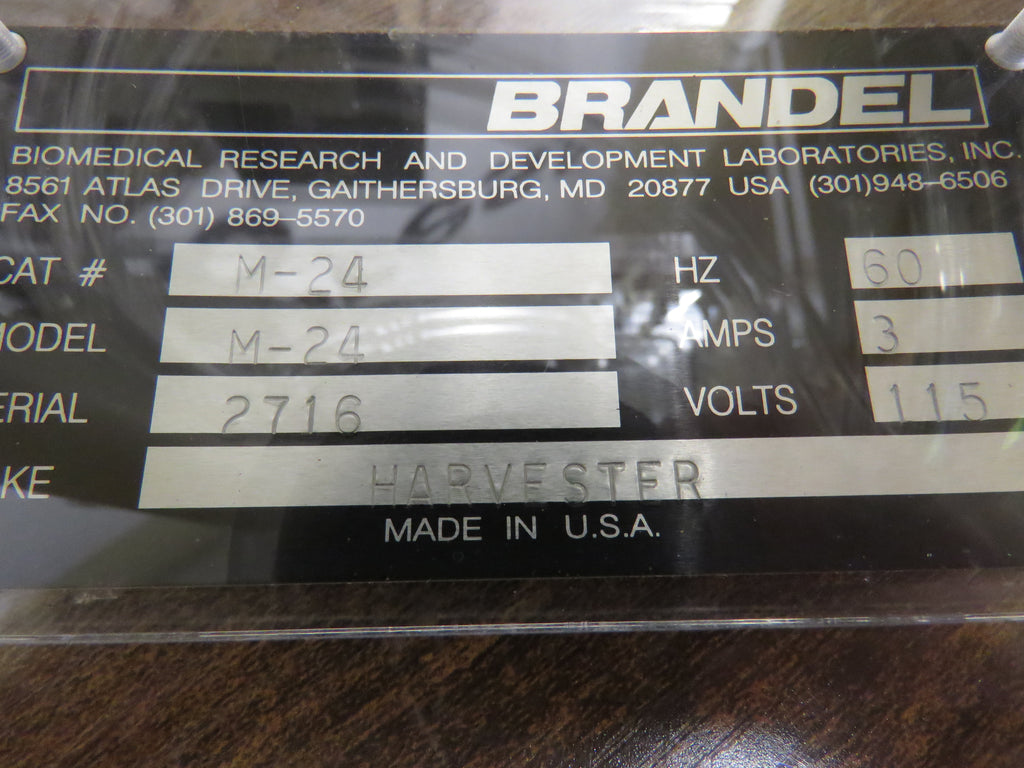 BRANDEL
BIOMEDICAL RESEARCH AND DEVELOPMENT LABORATORIES, INC.
8561 ATLAS DRIVE, GAITHERSBURG, MD 20877 USA (301)948-6506
FAX NO. (301) 869-5570
CAT # M-24 HZ 60
MODEL M-24 AMPS 3
ERIAL 2716 VOLTS 115
KE HARVESTER
MADE IN U.S.A.